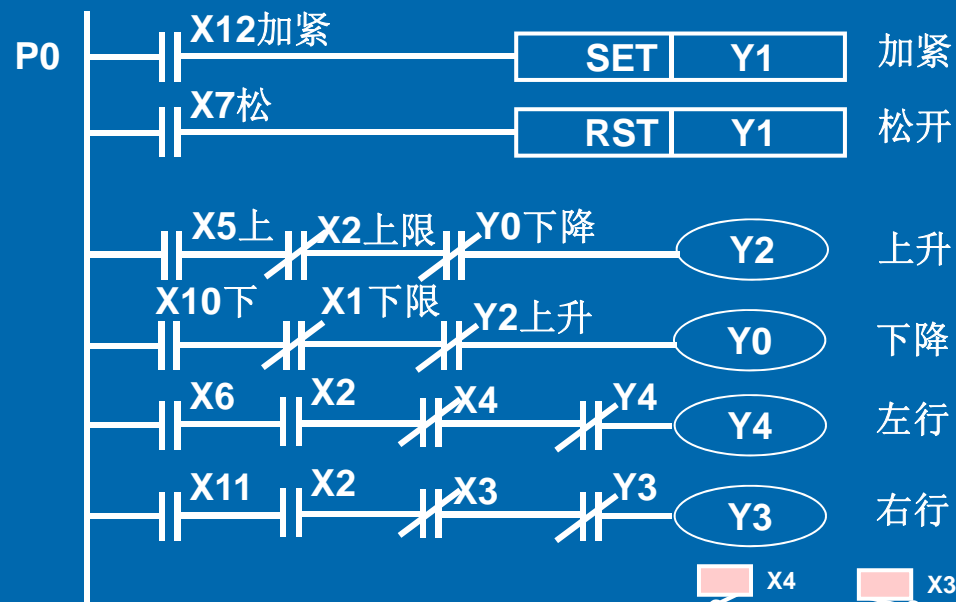 P0 X12加紧 SET Y1 加紧
X7松 RST Y1 松开
X5上 X2上限 Y0下降 Y2 上升
X10下 X1下限 Y2上升 Y0 下降
X6 X2 X4 Y4 Y4 左行
X11 X2 X3 Y3 Y3 右行
X4 X3